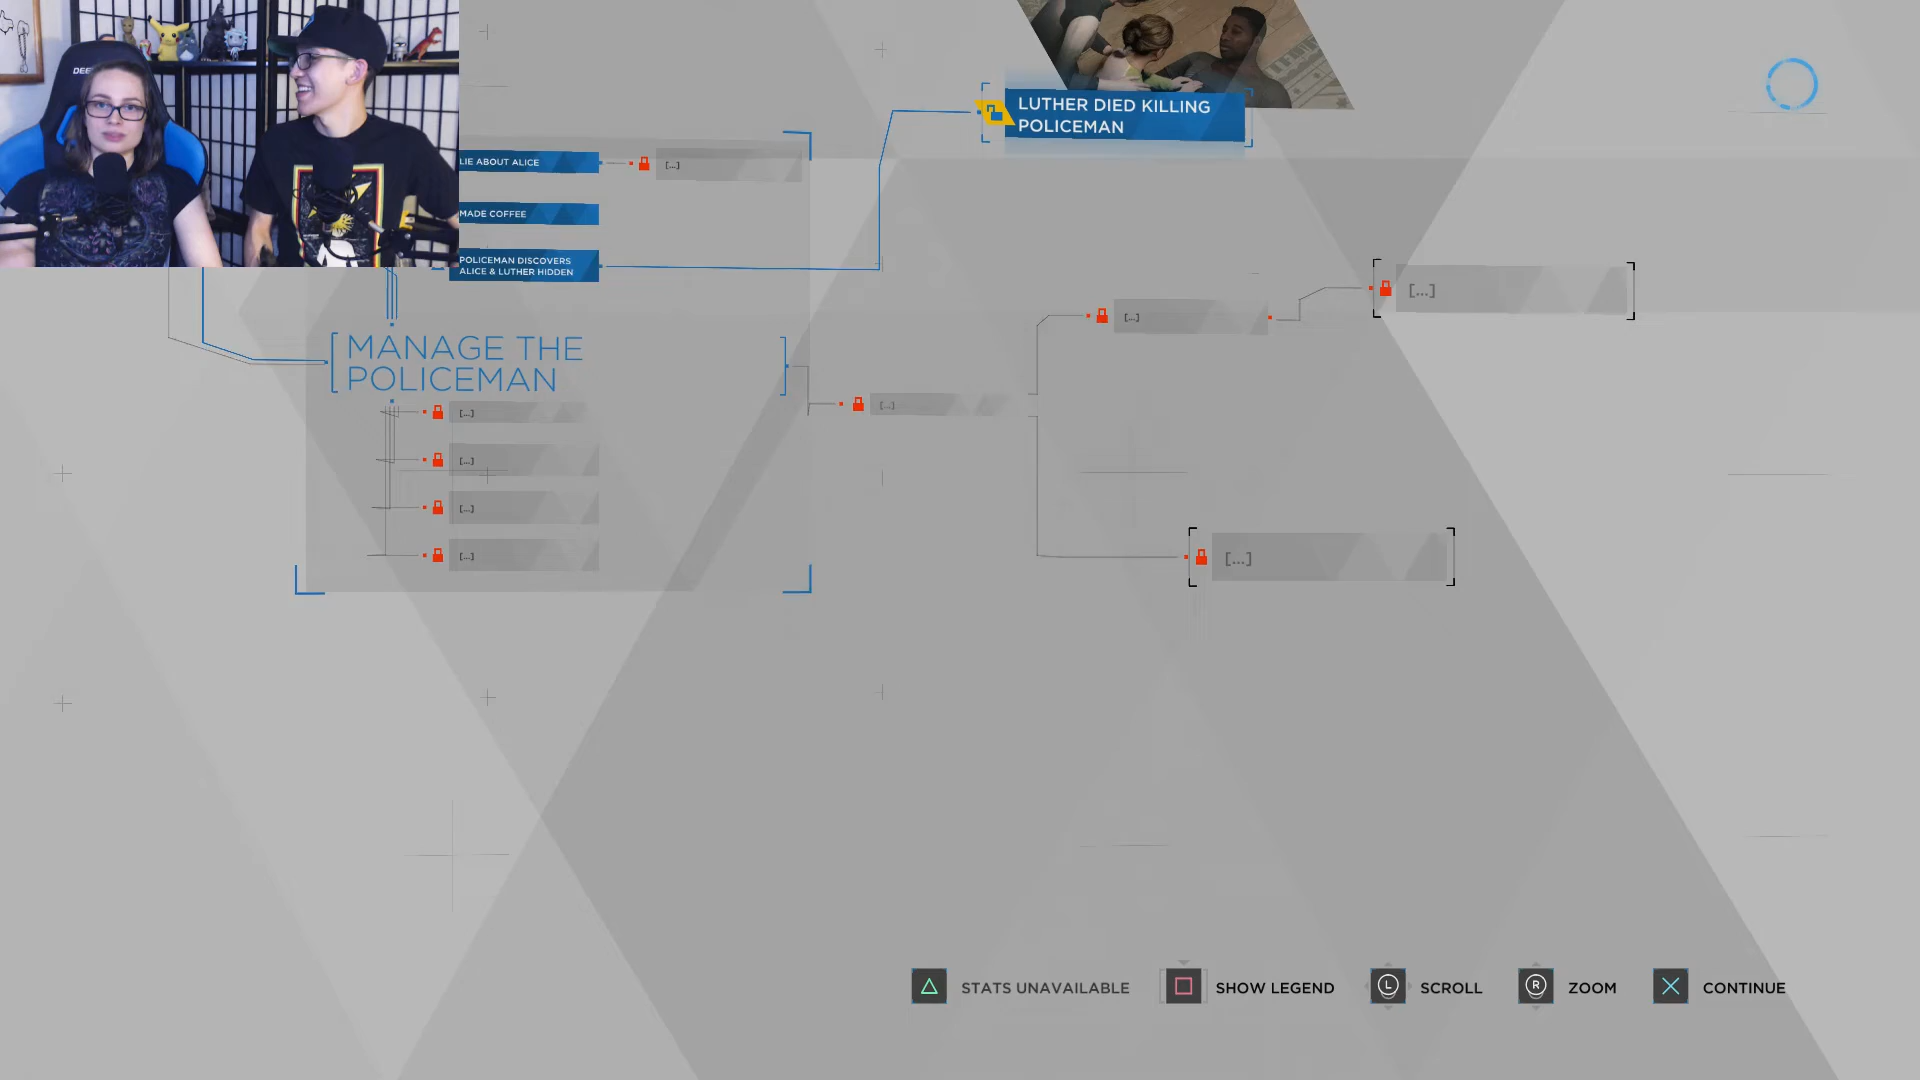 DEE
LUTHER DIED KILLING
POLICEMAN
LIE ABOUT ALICE
[...]
MADE COFFEE
POLICEMAN DISCOVERS
ALICE & LUTHER HIDDEN
[...]
[...]
MANAGE THE
POLICEMAN
[...]
[...]
[...]
[...]
[...]
[...]
STATS UNAVAILABLE
SHOW LEGEND
L
SCROLL
R
ZOOM
CONTINUE